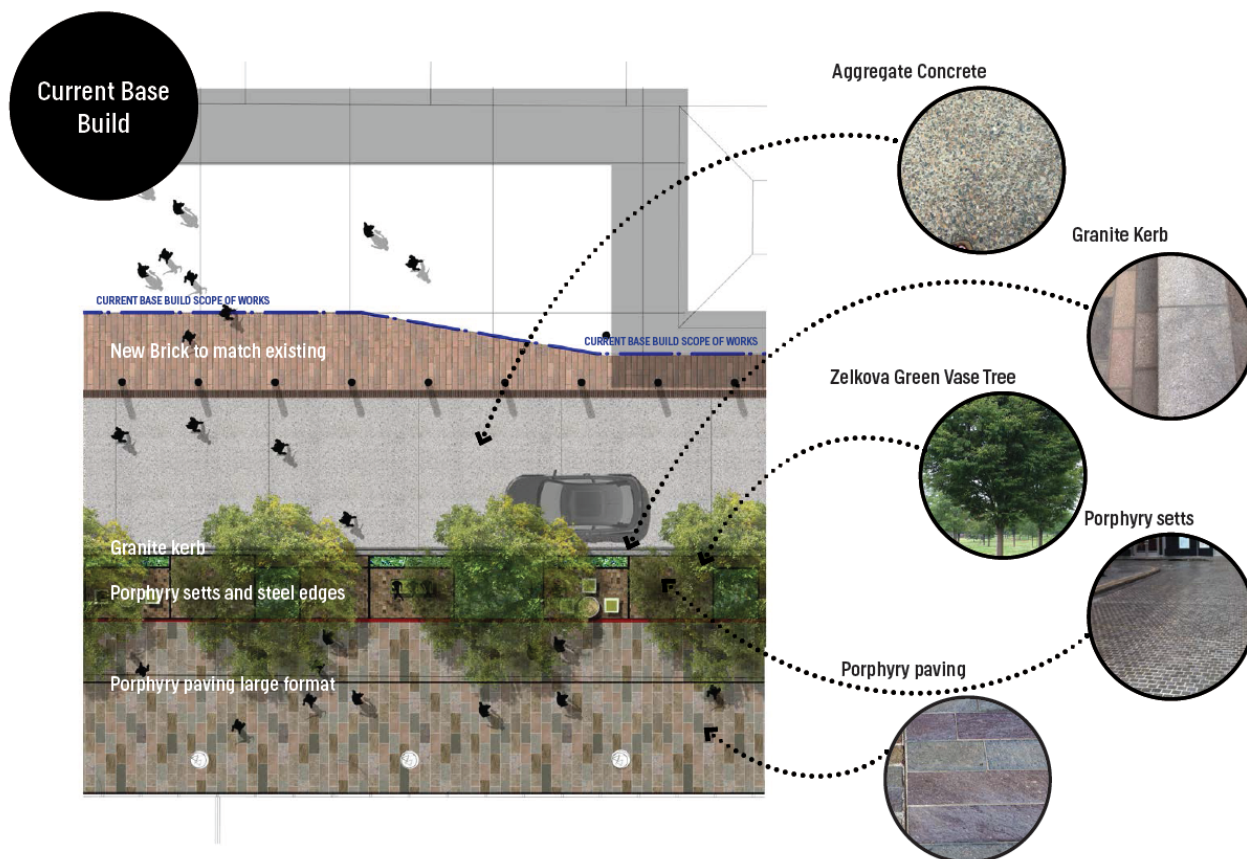 Current Base
Build
Aggregate Concrete
Granite Kerb
CURRENT BASE BUILD SCOPE OF WORKS
CURRENT BASE BUILD SCOPE OF WORKS
New Brick to match existing
Zelkova Green Vase Tree
Porphyry setts
Granite kerb
Porphyry setts and steel edges
Porphyry paving
Porphyry paving large format